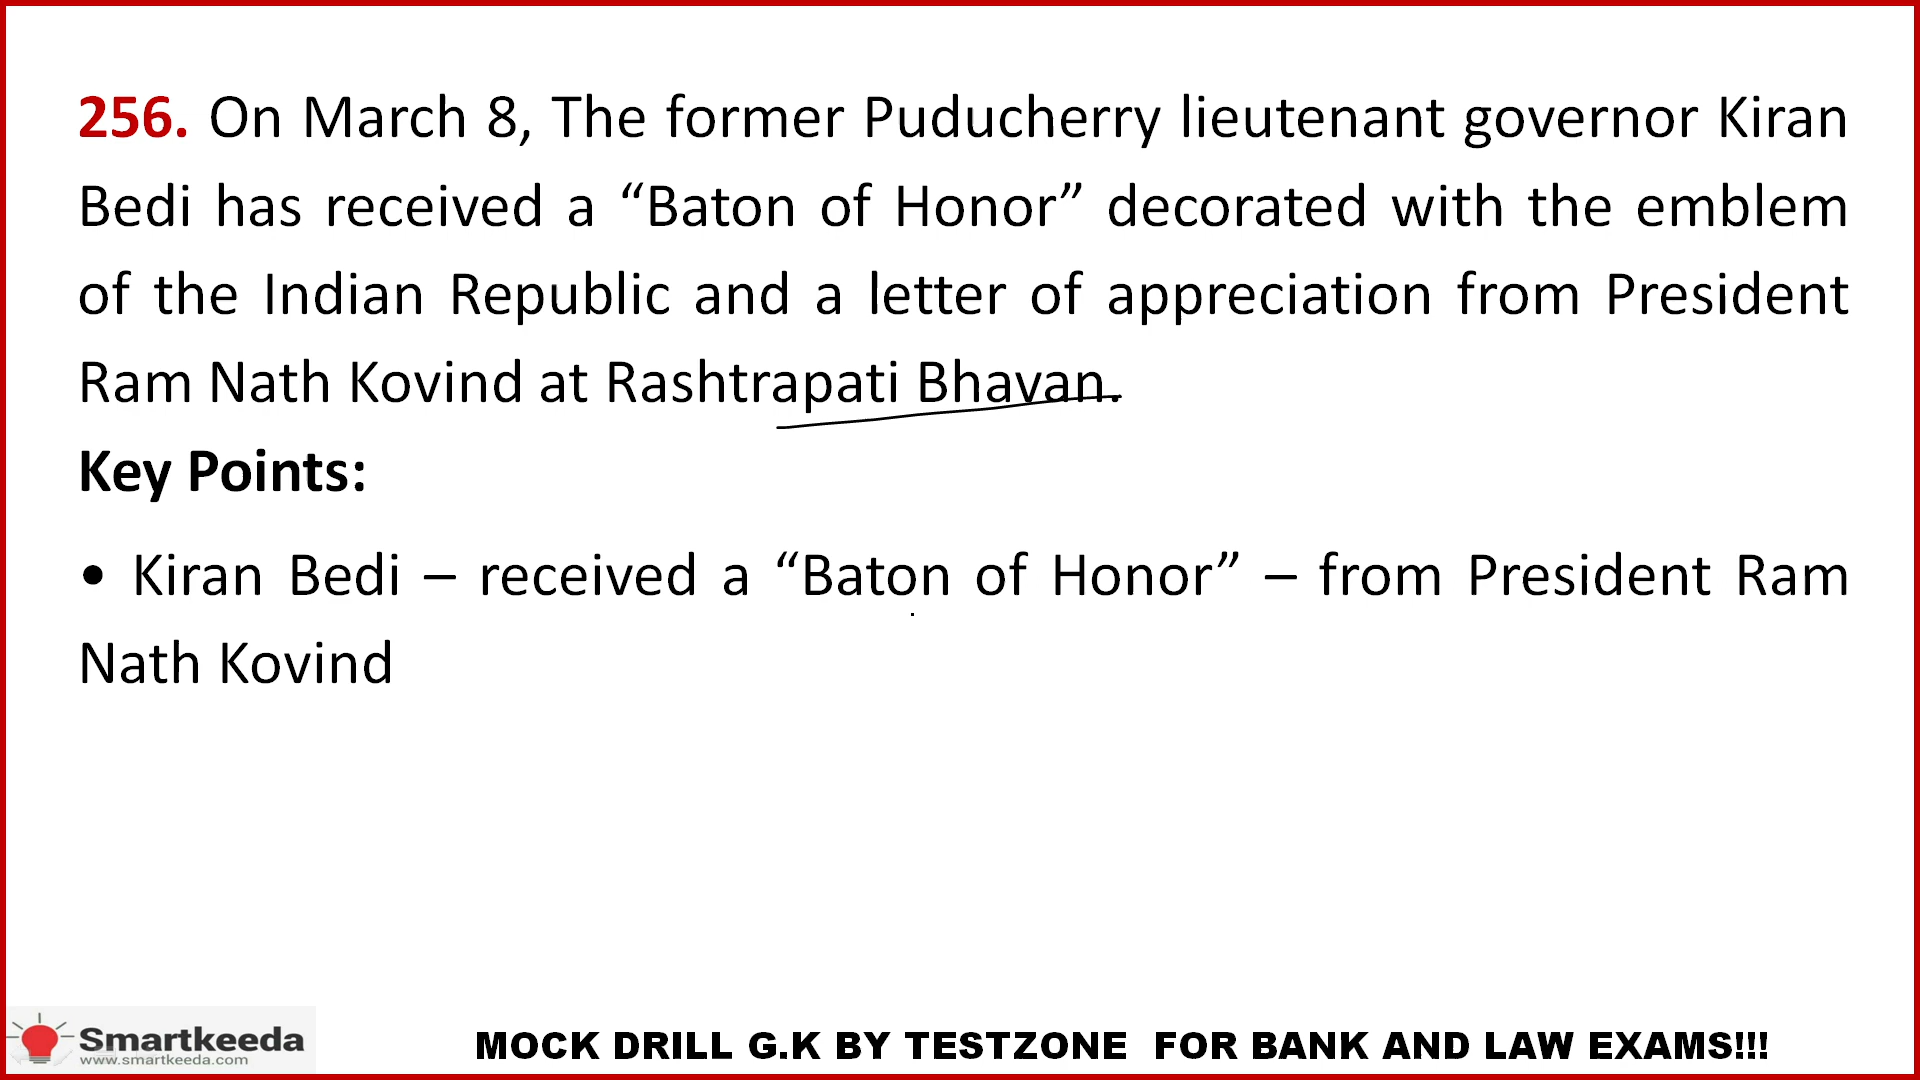 256. On March 8, The former Puducherry lieutenant governor Kiran
Bedi has received a “Baton of Honor” decorated with the emblem
of the Indian Republic and a letter of appreciation from President
Ram Nath Kovind at Rashtrapati Bhavan.
Key Points:
• Kiran Bedi – received a “Baton of Honor” – from President Ram
Nath Kovind
Smartkeeda
www.smartkeeda.com
MOCK DRILL G.K BY TESTZONE FOR BANK AND LAW EXAMS!!!